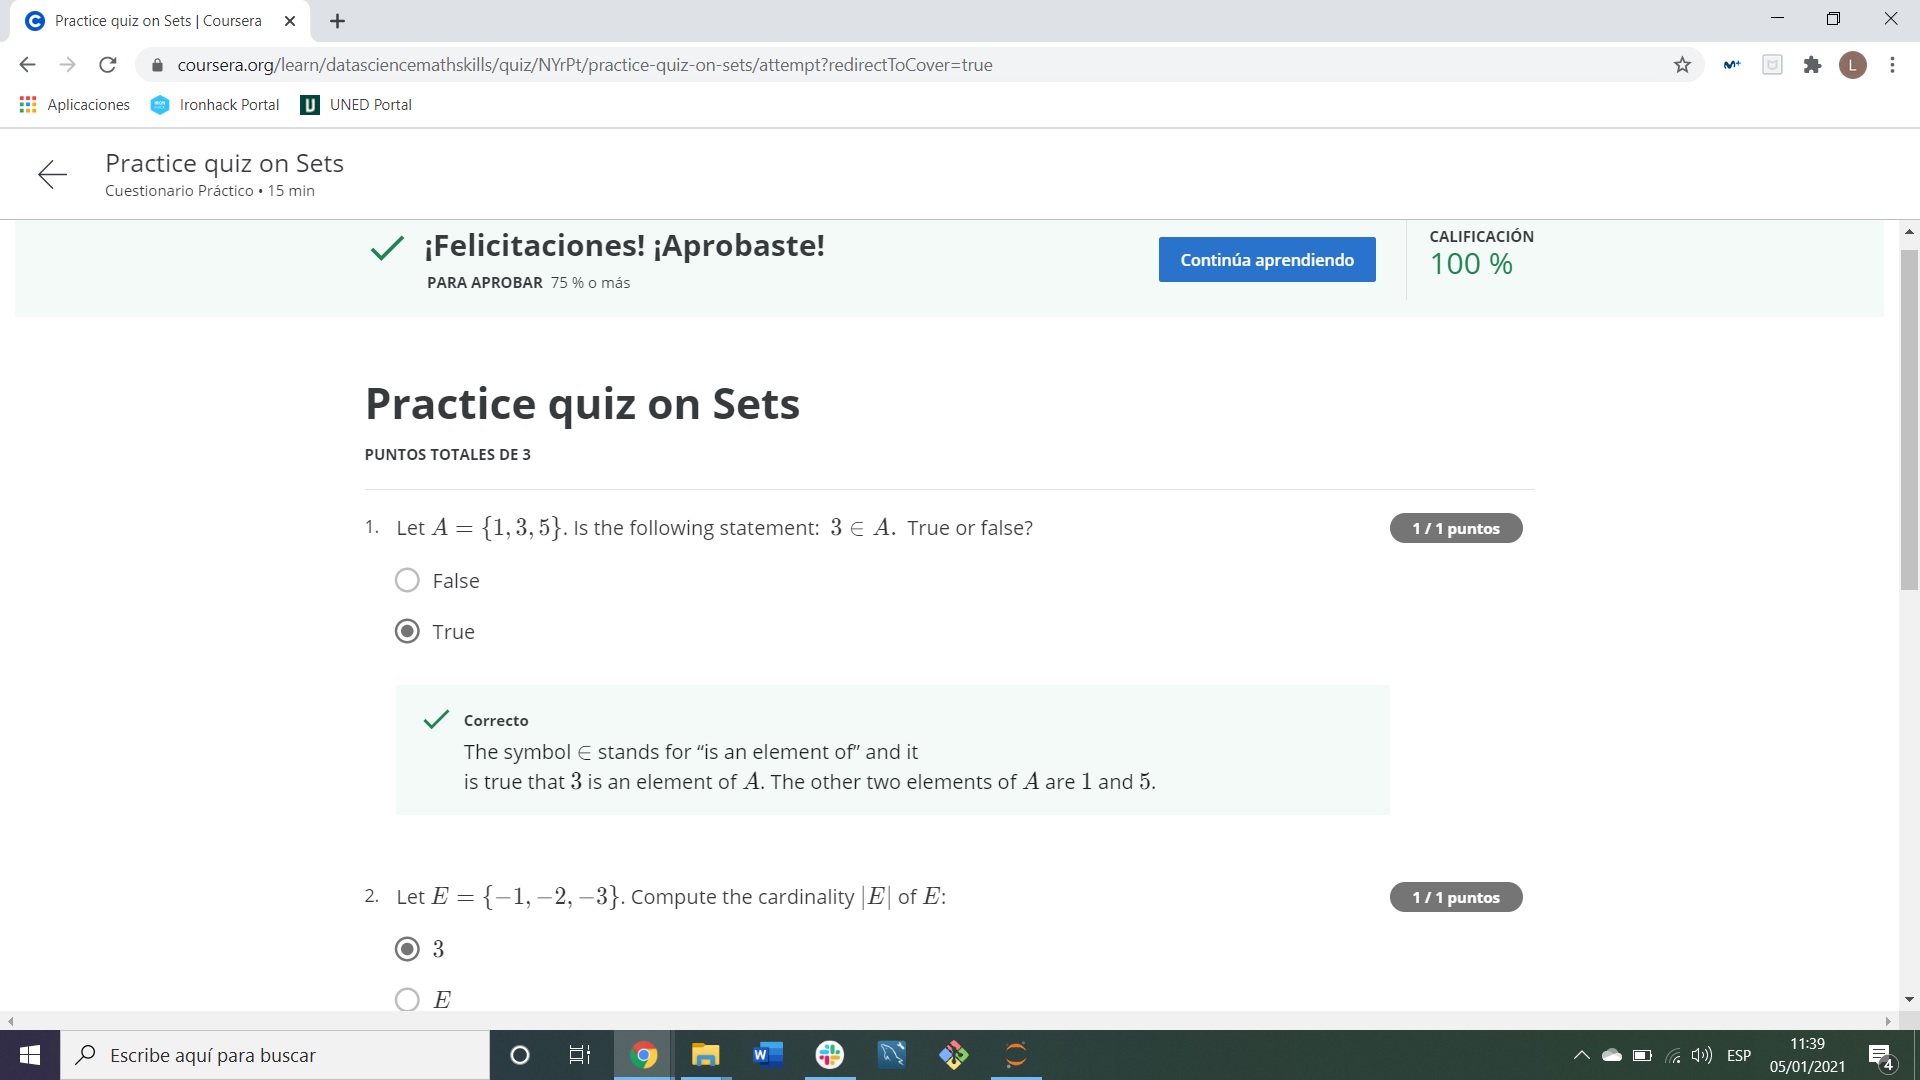 Practice quiz on Sets | Coursera
coursera.org/learn/datasciencemathskills/quiz/NYrPt/practice-quiz-on-sets/attempt?redirectToCover=true
L
Aplicaciones
Ironhack Portal
UNED Portal
Practice quiz on Sets
Cuestionario Práctico • 15 min
¡Felicitaciones! ¡Aprobaste!
PARA APROBAR 75 % o más
Continúa aprendiendo
CALIFICACIÓN
100 %
Practice quiz on Sets
PUNTOS TOTALES DE 3
1. Let A = {1, 3, 5}. Is the following statement: 3 ∈ A. True or false?
1 / 1 puntos
False
True
Correcto
The symbol ∈ stands for “is an element of” and it
is true that 3 is an element of A. The other two elements of A are 1 and 5.
2. Let E = {−1, −2, −3}. Compute the cardinality |E| of E:
1 / 1 puntos
3
E
Escribe aquí para buscar
ESP
11:39
05/01/2021
4